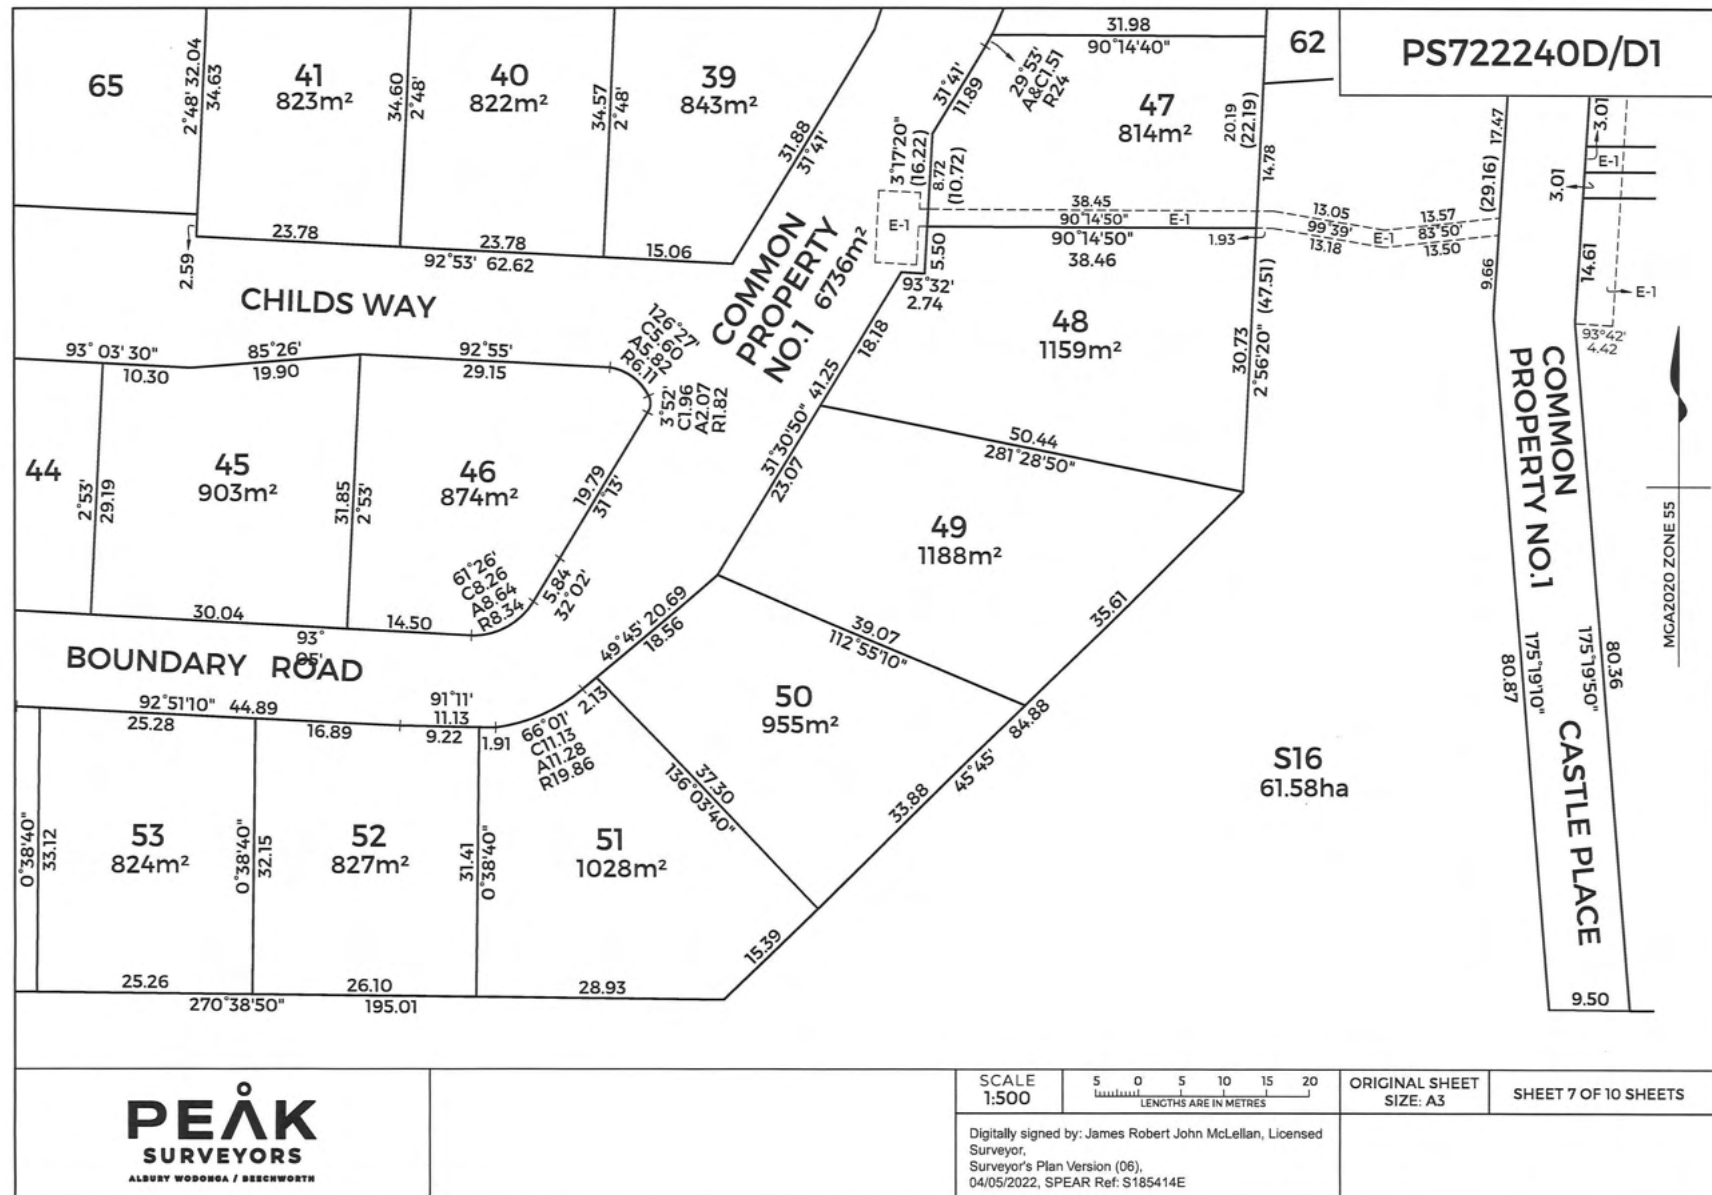 PS722240D/D1
65
2°48' 32.04
34.63
41
823m²
34.60
2°48'
40
822m²
34.57
2°48'
39
843m²
31.88
31°41'
31°41'
11.89
29°53'
A&C1.51
R24
31.98
90°14'40"
62
47
814m²
20.19
(22.19)
14.78
3°17'20"
(16.22)
8.72
(10.72)
E-1
38.45
90°14'50"
E-1
90°14'50"
38.46
1.93
13.05
99°39'
13.18
E-1
13.57
83°50'
13.50
(29.16) 17.47
9.66
3.01
E-1
3.01
14.61
E-1
93°42'
4.42
2.59
23.78
23.78
15.06
92°53' 62.62
CHILDS WAY
COMMON
PROPERTY
NO.1 6736m²
5.50
93°32'
2.74
18.18
48
1159m²
30.73
2°56'20" (47.51)
93°03'30"
10.30
85°26'
19.90
92°55'
29.15
126°27'
C5.60
A5.82
R6.11
3°52'
C1.96
A2.07
R1.82
44
2°53'
29.19
45
903m²
31.85
2°53'
46
874m²
19.79
31°13'
31°30'50" 41.25
23.07
50.44
281°28'50"
49
1188m²
61°26'
C8.26
A8.64
R8.34
5.84
32°02'
30.04
93°
05'
14.50
BOUNDARY ROAD
49°45' 20.69
18.56
39.07
112°55'10"
35.61
50
955m²
92°51'10" 44.89
25.28
16.89
91°11'
11.13
9.22
1.91
66°01'
C11.13
A11.28
R19.86
2.13
37.30
136°03'40"
84.88
45°45'
33.88
S16
61.58ha
0°38'40"
33.12
53
824m²
0°38'40"
32.15
52
827m²
31.41
0°38'40"
51
1028m²
15.39
25.26
26.10
28.93
270°38'50"
195.01
COMMON
PROPERTY NO.1
80.87
175°19'10"
175°19'50"
80.36
CASTLE PLACE
9.50
MGA2020 ZONE 55
PEAK
SURVEYORS
ALBURY WODONGA / BEECHWORTH
SCALE
1:500
5 0 5 10 15 20
LENGTHS ARE IN METRES
ORIGINAL SHEET
SIZE: A3
SHEET 7 OF 10 SHEETS
Digitally signed by: James Robert John McLellan, Licensed
Surveyor,
Surveyor's Plan Version (06),
04/05/2022, SPEAR Ref: S185414E